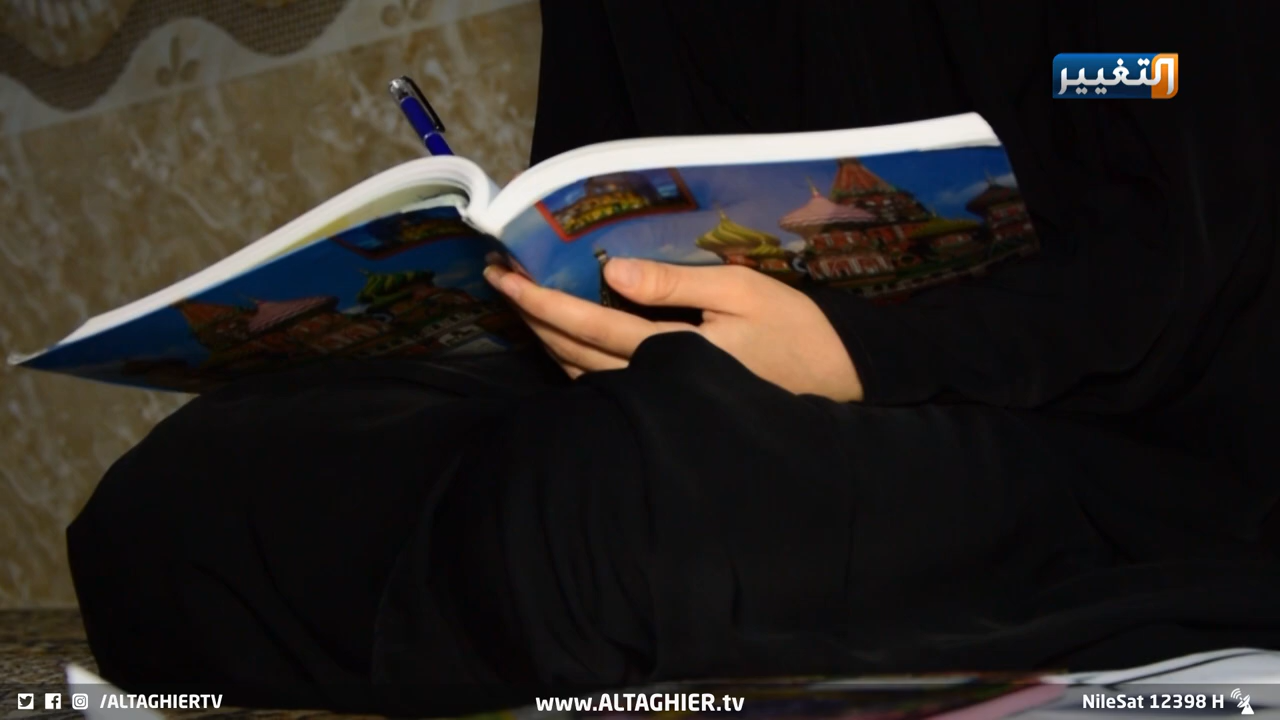 التغيير
/ALTAGHIERTV
www.ALTAGHIER.tv
NileSat 12398 H